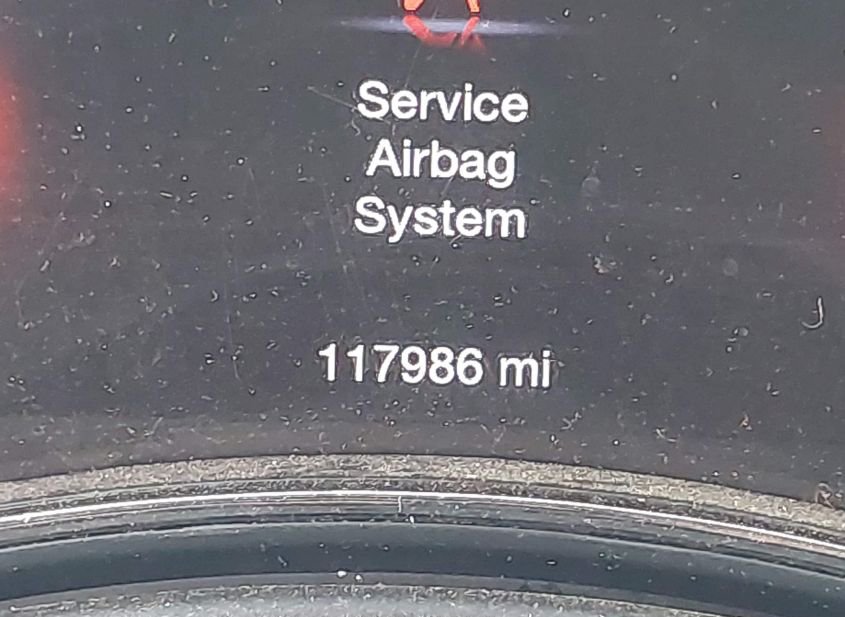 Service
Airbag
System
117986 mi